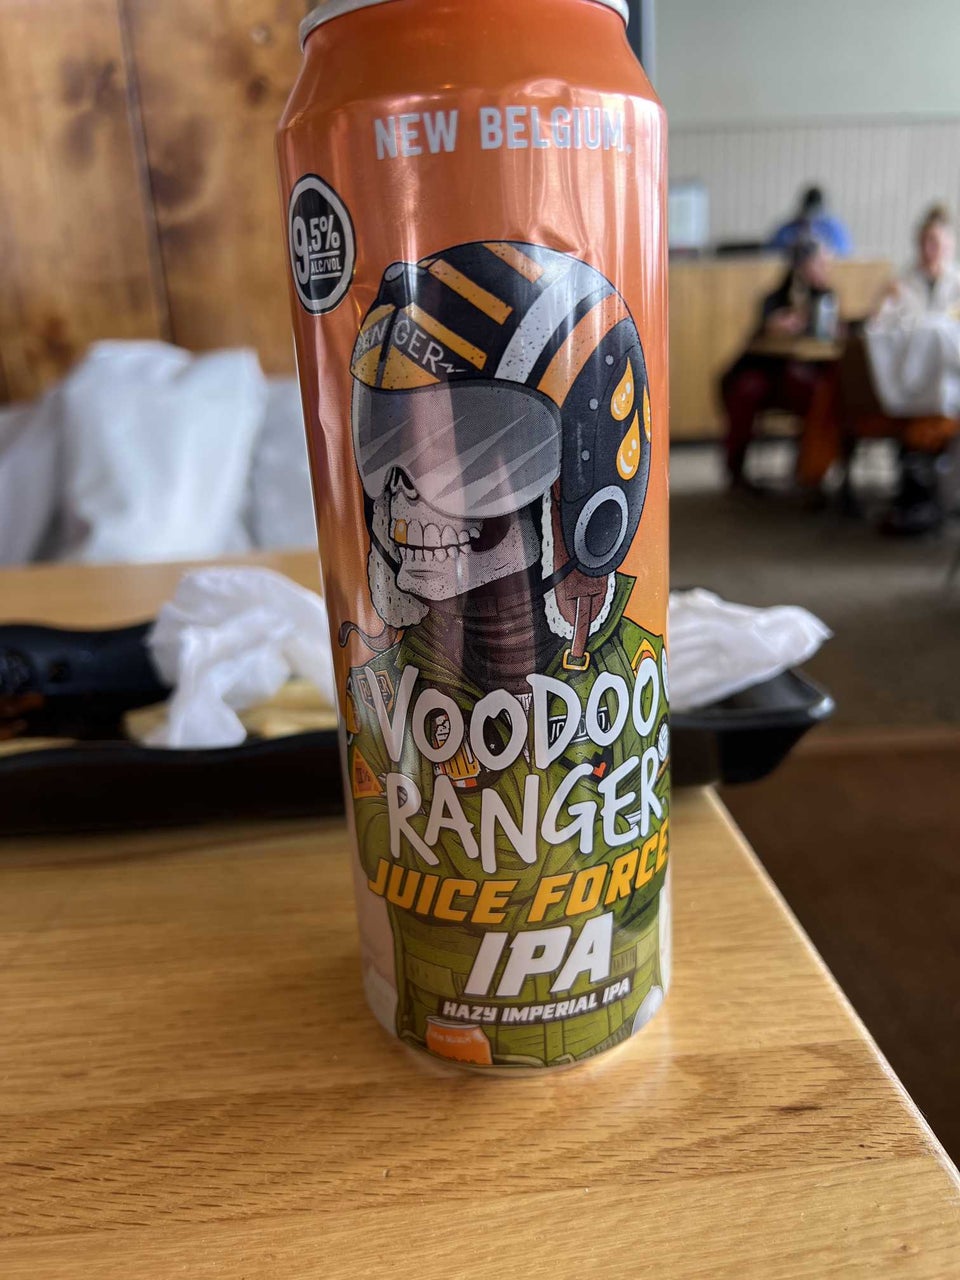 NEW BELGIUM.
9.5%
ALC/VOL
VOODOO
RANGER
JUICE FORCE
IPA
HAZY IMPERIAL IPA